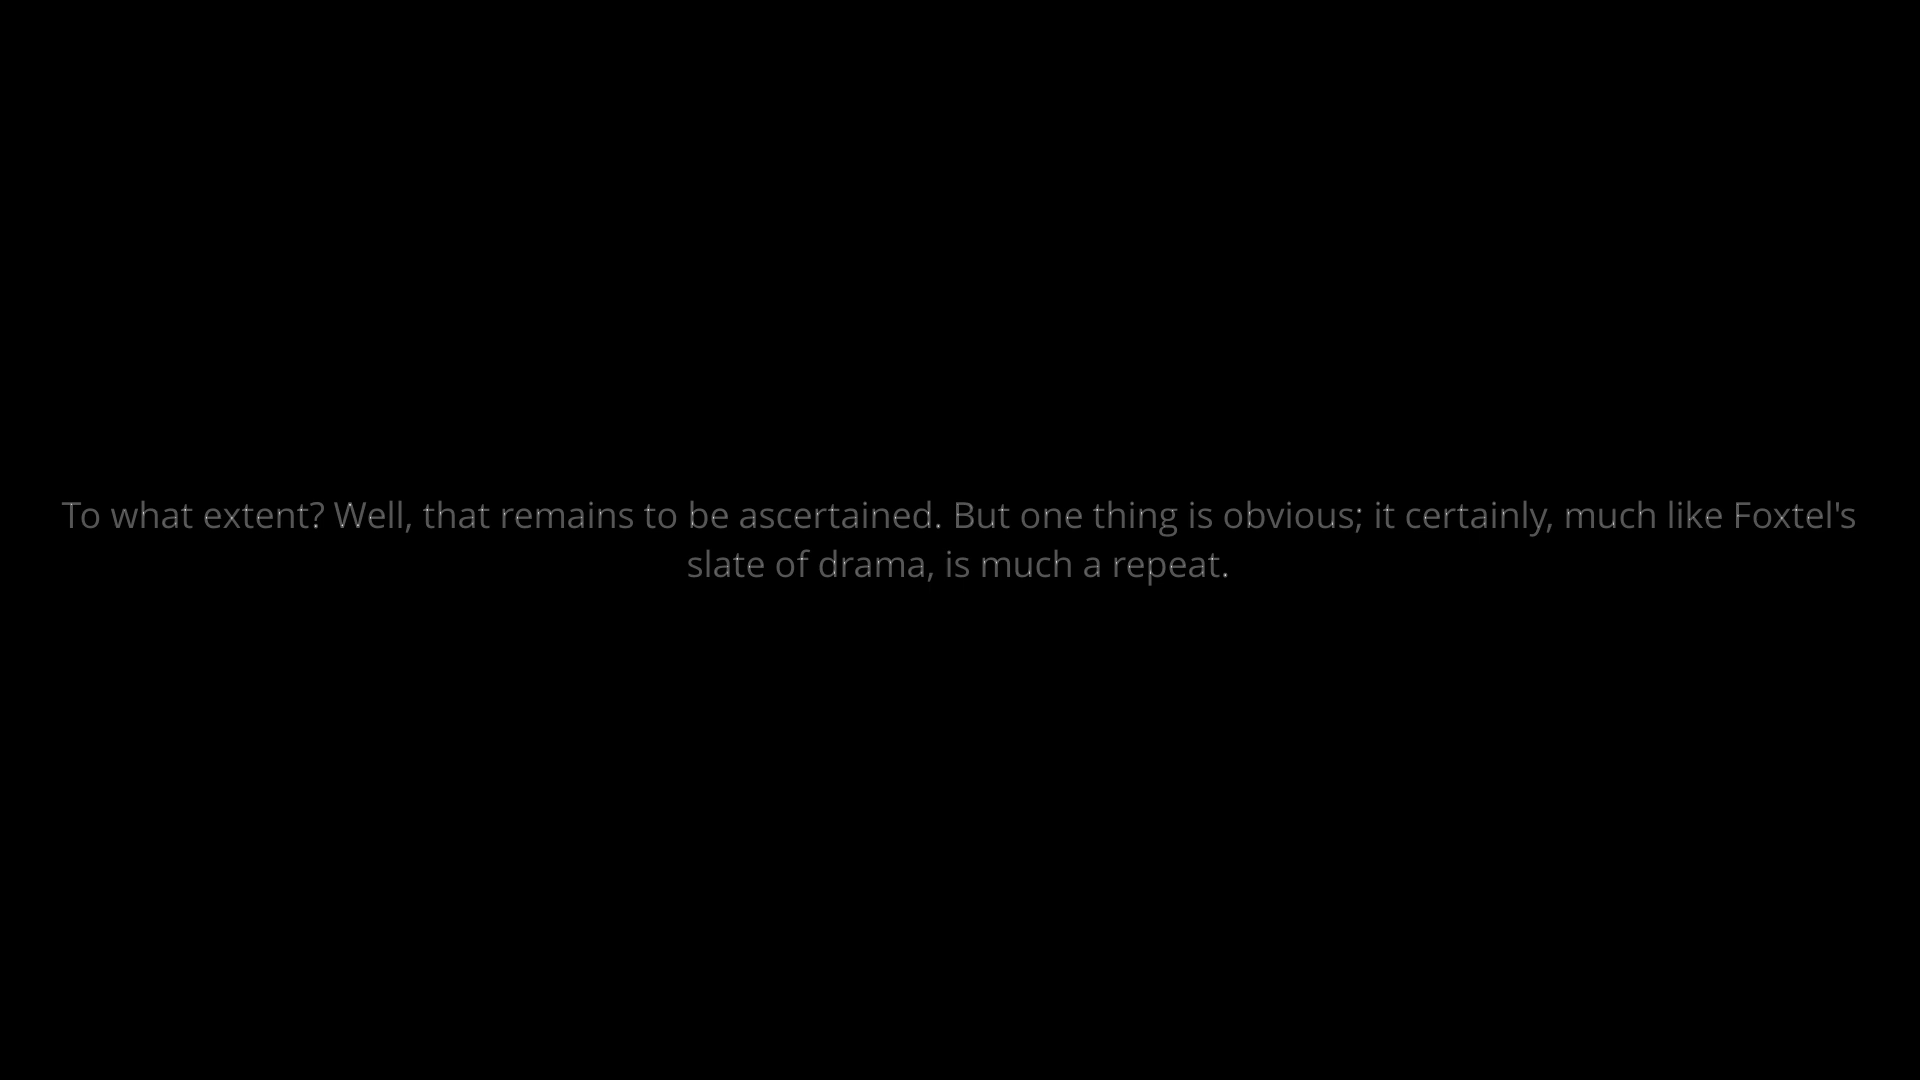 To what extent? Well, that remains to be ascertained. But one thing is obvious; it certainly, much like Foxtel's
slate of drama, is much a repeat.